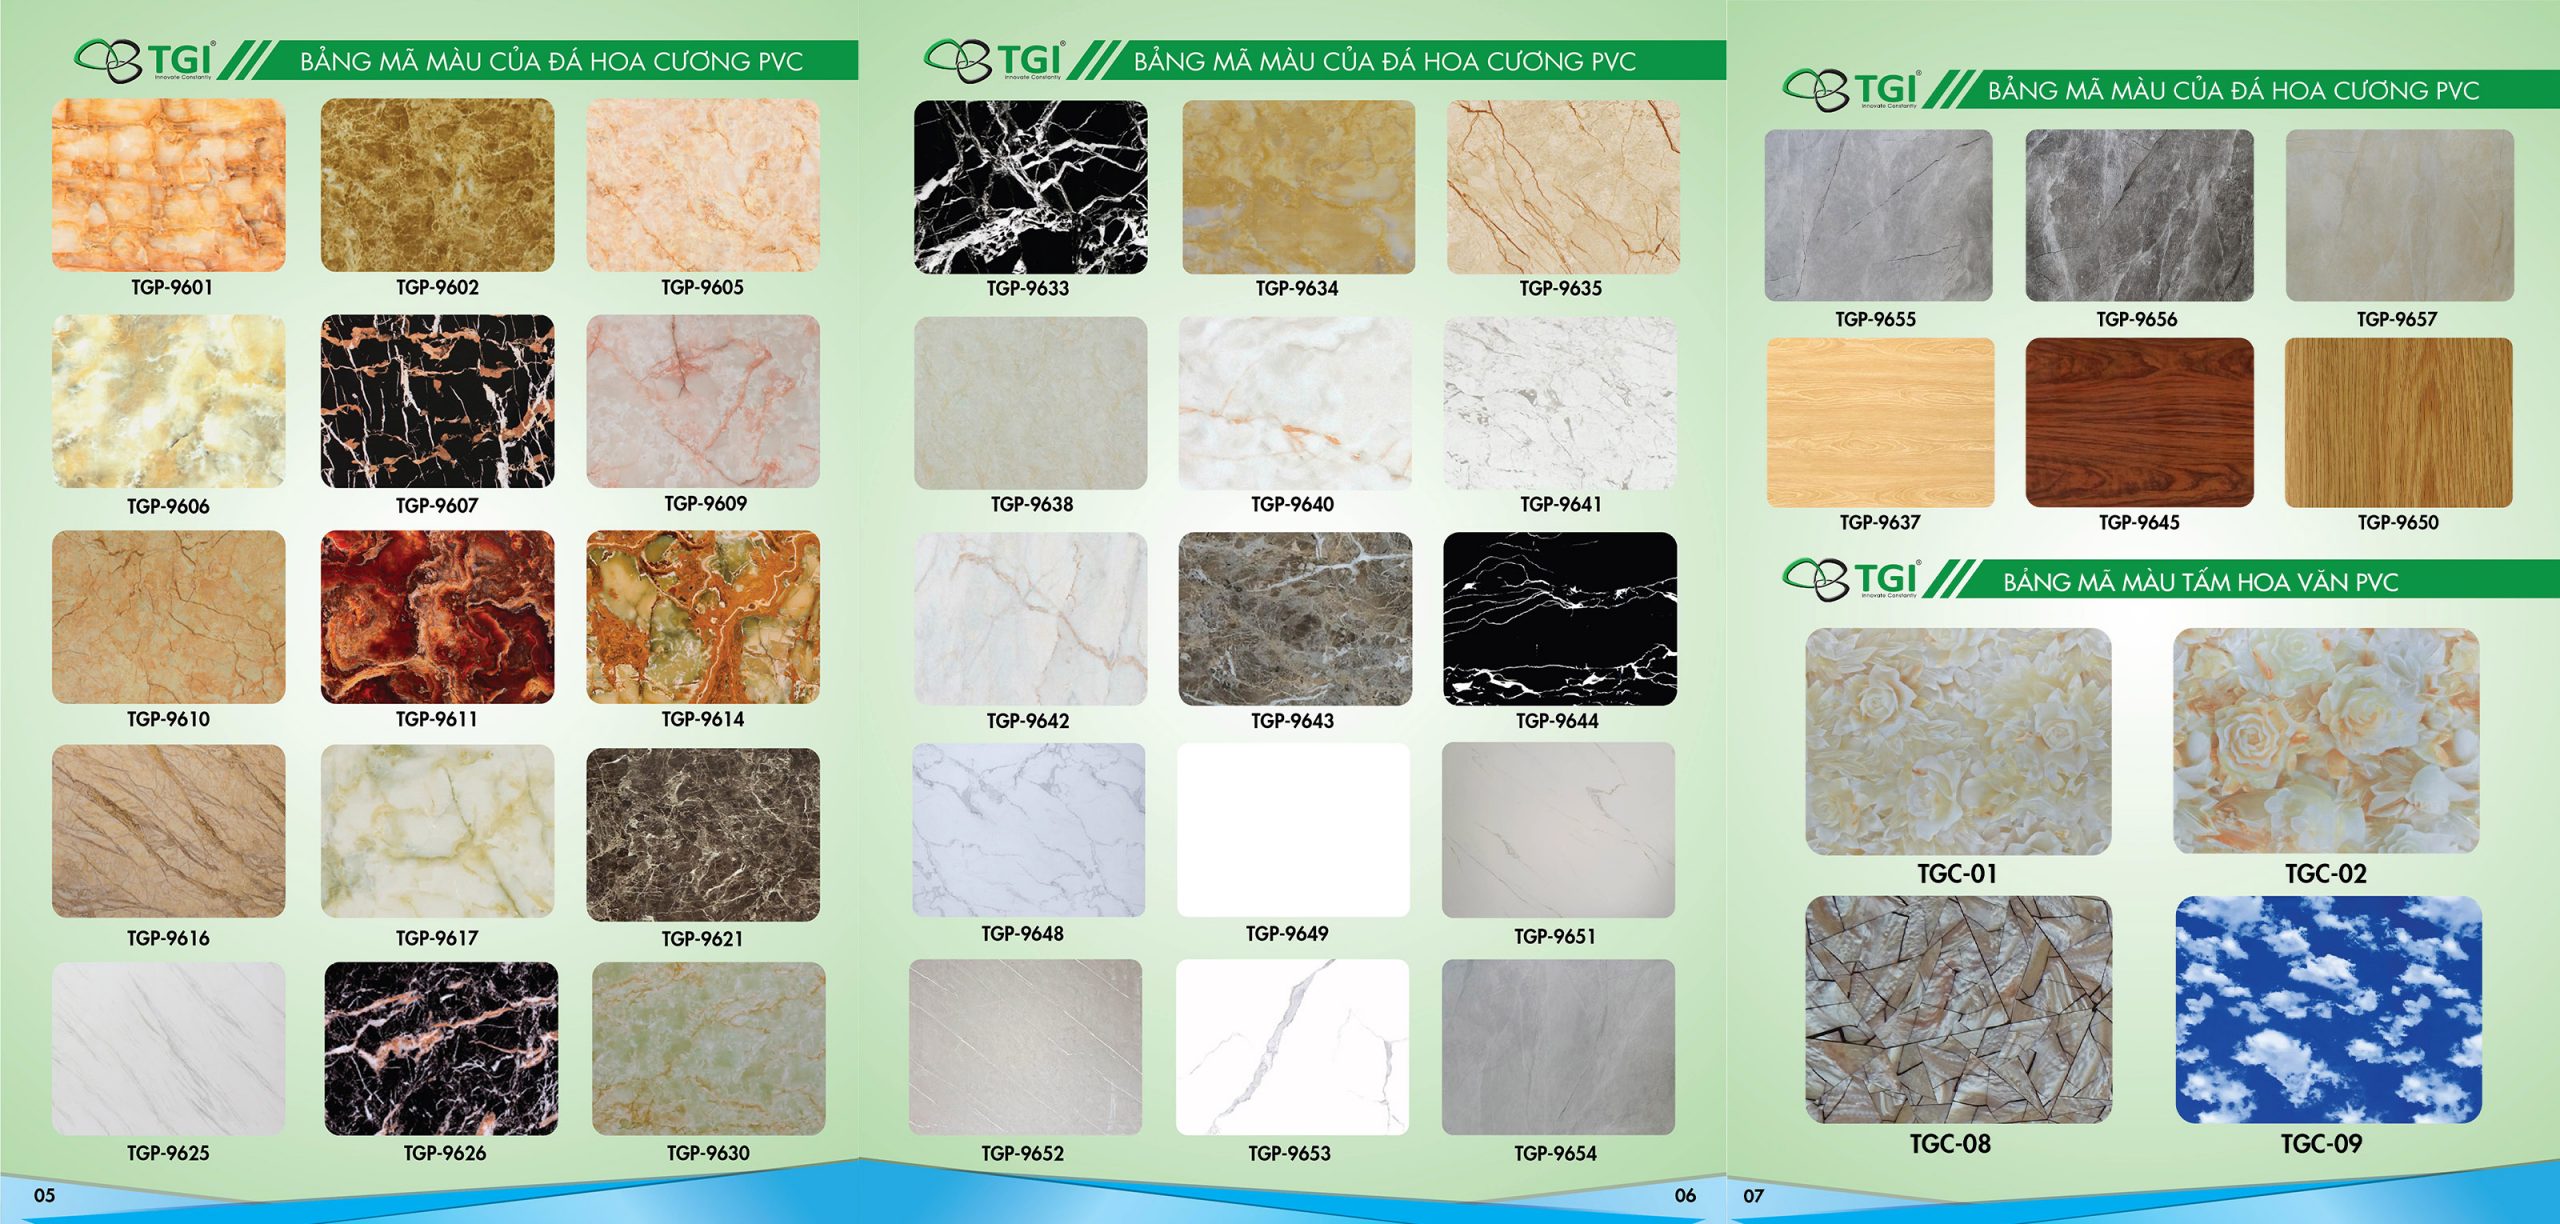 TGI®
Innovate Constantly
BẢNG MÃ MÀU CỦA ĐÁ HOA CƯƠNG PVC
TGP-9601 TGP-9602 TGP-9605
TGP-9606 TGP-9607 TGP-9609
TGP-9610 TGP-9611 TGP-9614
TGP-9616 TGP-9617 TGP-9621
TGP-9625 TGP-9626 TGP-9630
05
TGI®
Innovate Constantly
BẢNG MÃ MÀU CỦA ĐÁ HOA CƯƠNG PVC
TGP-9633 TGP-9634 TGP-9635
TGP-9638 TGP-9640 TGP-9641
TGP-9642 TGP-9643 TGP-9644
TGP-9648 TGP-9649 TGP-9651
TGP-9652 TGP-9653 TGP-9654
06
TGI®
Innovate Constantly
BẢNG MÃ MÀU CỦA ĐÁ HOA CƯƠNG PVC
TGP-9655 TGP-9656 TGP-9657
TGP-9637 TGP-9645 TGP-9650
TGI®
Innovate Constantly
BẢNG MÃ MÀU TẤM HOA VĂN PVC
TGC-01 TGC-02
TGC-08 TGC-09
07